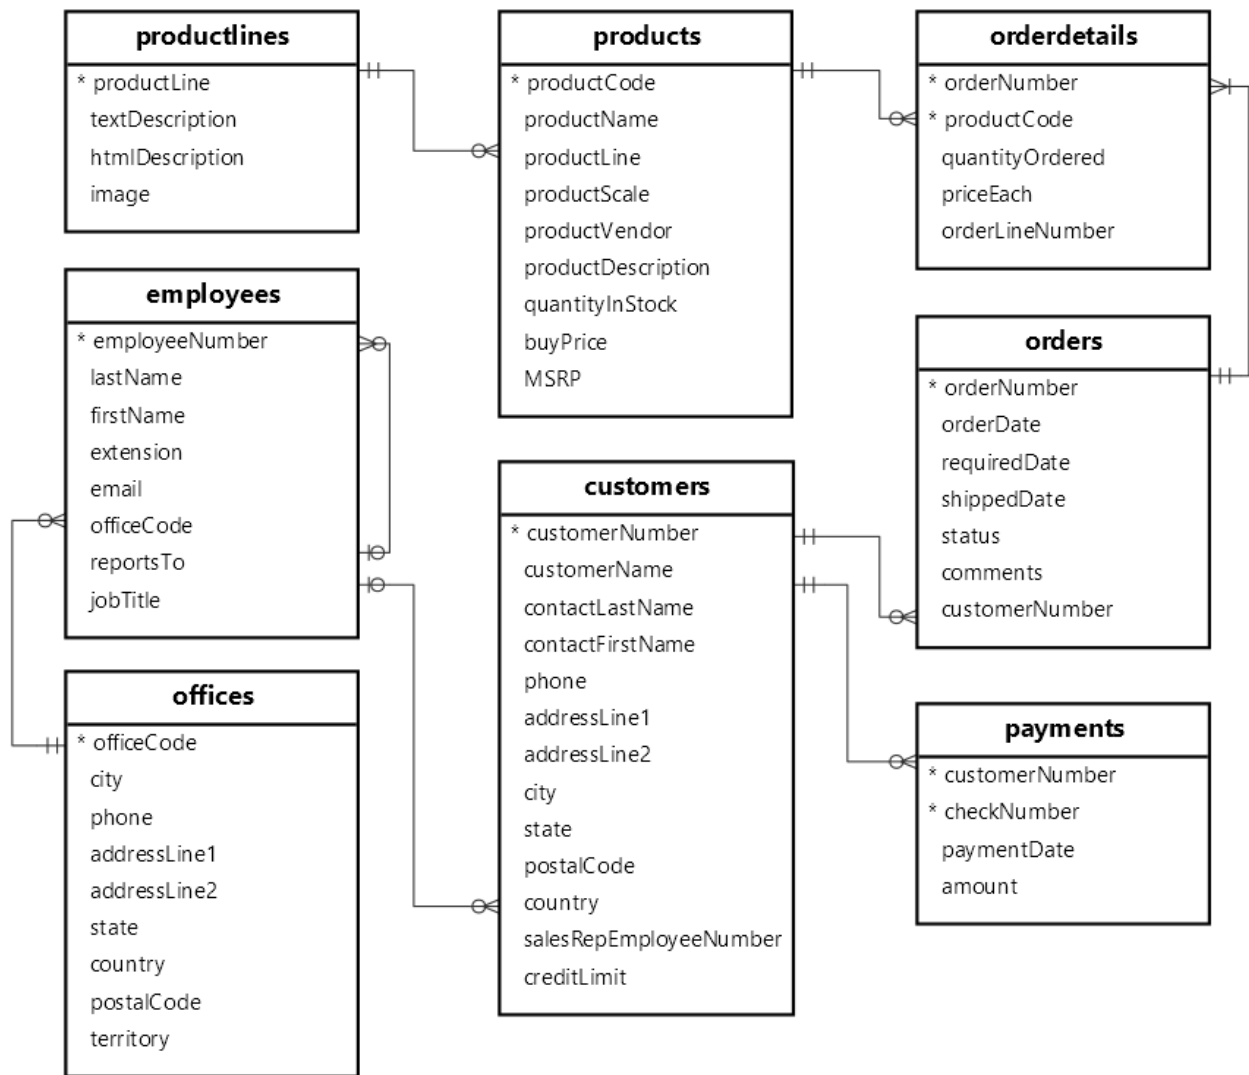 productlines
* productLine
textDescription
htmlDescription
image
products
* productCode
productName
productLine
productScale
productVendor
productDescription
quantityInStock
buyPrice
MSRP
orderdetails
* orderNumber
* productCode
quantityOrdered
priceEach
orderLineNumber
employees
* employeeNumber
lastName
firstName
extension
email
officeCode
reportsTo
jobTitle
customers
* customerNumber
customerName
contactLastName
contactFirstName
phone
addressLine1
addressLine2
city
state
postalCode
country
salesRepEmployeeNumber
creditLimit
orders
* orderNumber
orderDate
requiredDate
shippedDate
status
comments
customerNumber
offices
* officeCode
city
phone
addressLine1
addressLine2
state
country
postalCode
territory
payments
* customerNumber
* checkNumber
paymentDate
amount